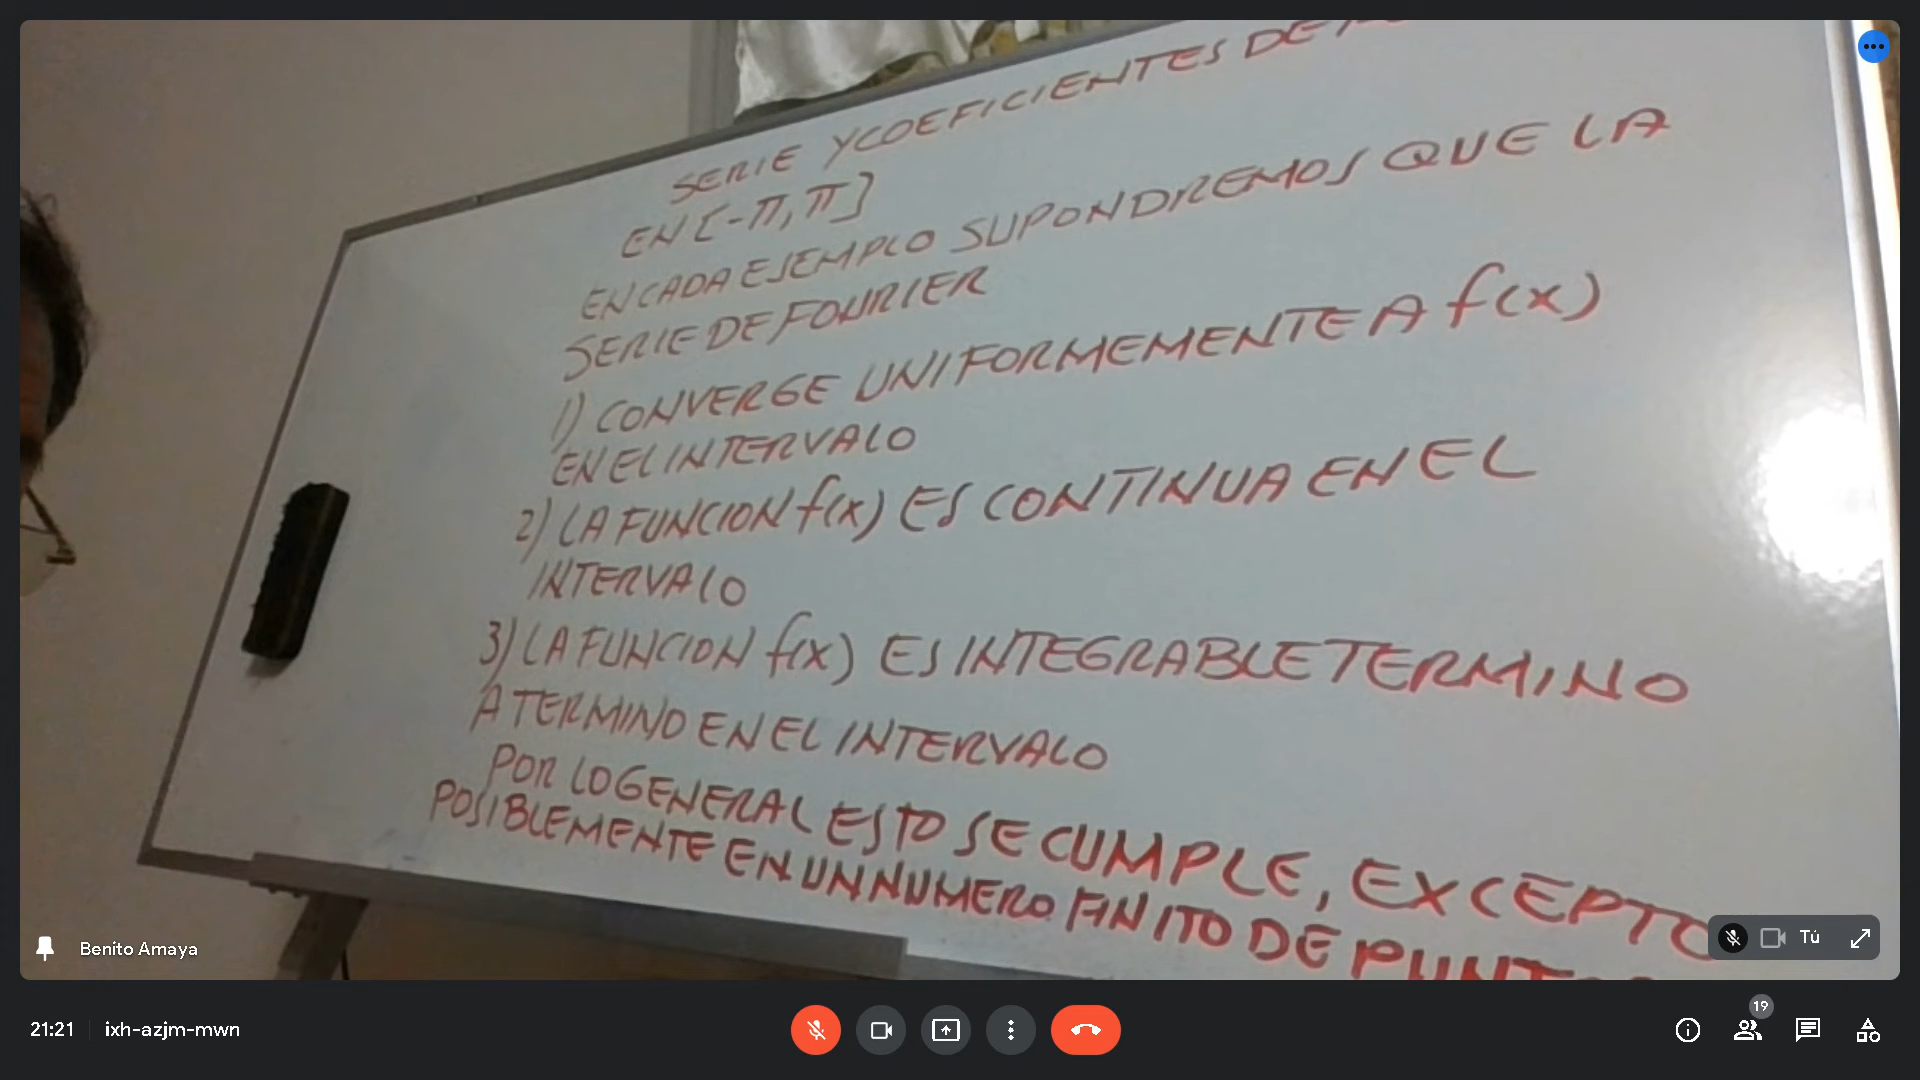 SERIE Y COEFICIENTES DE
EN [-π, π]
EN CADA EJEMPLO SUPONDREMOS QUE LA
SERIE DE FOURIER
1) CONVERGE UNIFORMEMENTE A f(x)
EN EL INTERVALO
2) LA FUNCION f(x) ES CONTINUA EN EL
INTERVALO
3) LA FUNCION f(x) ES INTEGRABLE TERMINO
A TERMINO EN EL INTERVALO
POR LO GENERAL ESTO SE CUMPLE, EXCEPTO
POSIBLEMENTE EN UN NUMERO FINITO DE
Benito Amaya
Tú
21:21 ixh-azjm-mwn
19